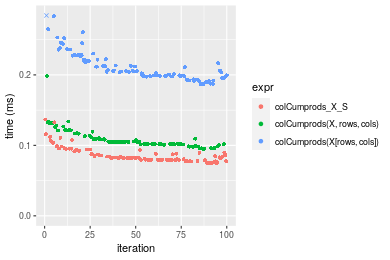 time (ms)
0.2
0.1
0.0
0
25
50
75
100
iteration
expr
colCumprods_X_S
colCumprods(X, rows, cols)
colCumprods(X[rows, cols])